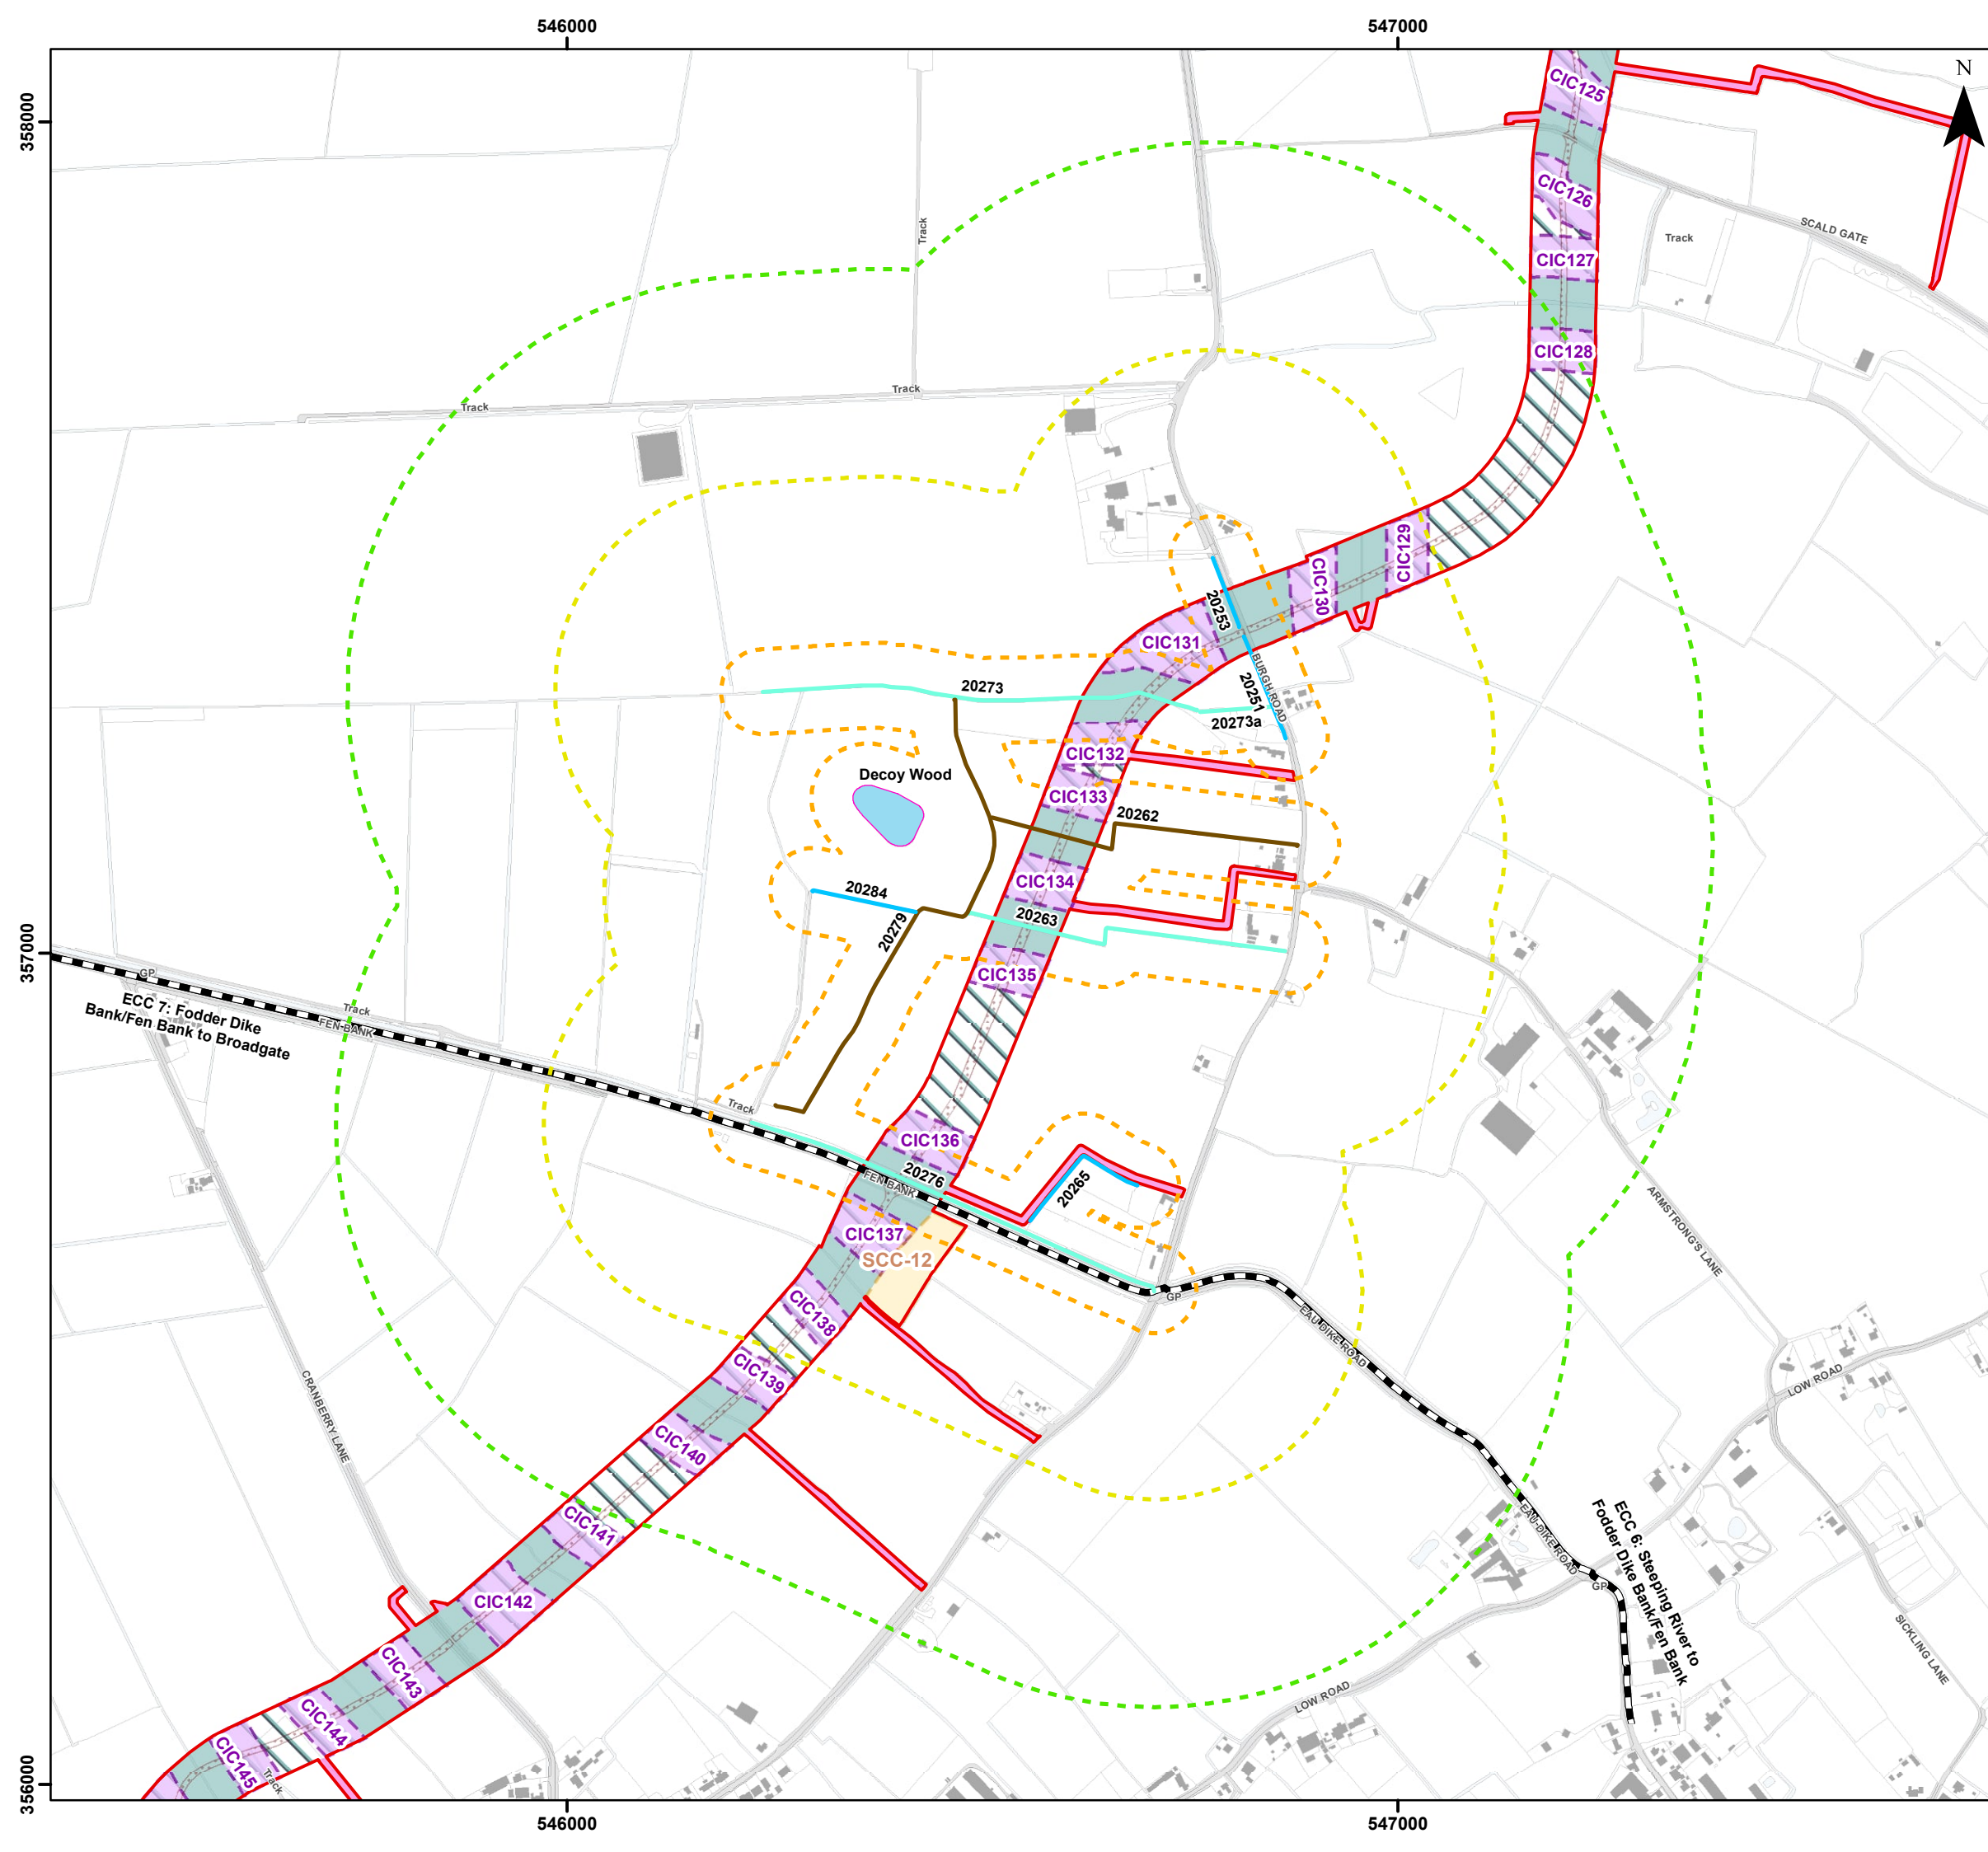 546000
547000
358000
357000
356000
N
CIC125
CIC126
SCALD GATE
Track
Track
CIC127
CIC128
Track
Track
CIC129
CIC130
20253
CIC131
BURGH ROAD
20251
20273
20273a
CIC132
Decoy Wood
CIC133
20262
CIC134
20284
20263
20279
CIC135
GP
Track
FEN BANK
ECC 7: Fodder Dike
Bank/Fen Bank to Broadgate
Track
CIC136
20276
FEN BANK
20265
CIC137
SCC-12
GP
ARMSTRONG'S LANE
CIC138
EAU DIKE ROAD
CIC139
LOW ROAD
CRANBERRY LANE
CIC140
CIC141
EAU DIKE ROAD
GP
ECC 6: Steeping River to
Fodder Dike Bank/Fen Bank
CIC142
SICKLING LANE
CIC143
LOW ROAD
CIC144
CIC145
Track
546000
547000